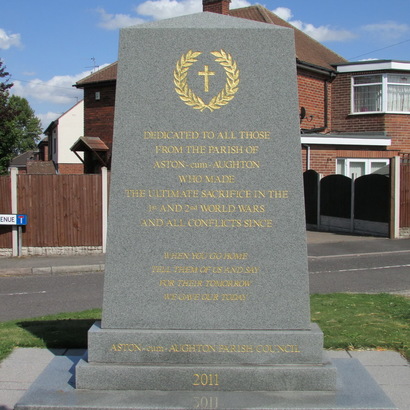 DEDICATED TO ALL THOSE
FROM THE PARISH OF
ASTON-cum-AUGHTON
WHO MADE
THE ULTIMATE SACRIFICE IN THE
1st AND 2nd WORLD WARS
AND ALL CONFLICTS SINCE
WHEN YOU GO HOME
TELL THEM OF US AND SAY
FOR THEIR TOMORROW
WE GAVE OUR TODAY
ASTON-cum-AUGHTON PARISH COUNCIL
2011
ENUE